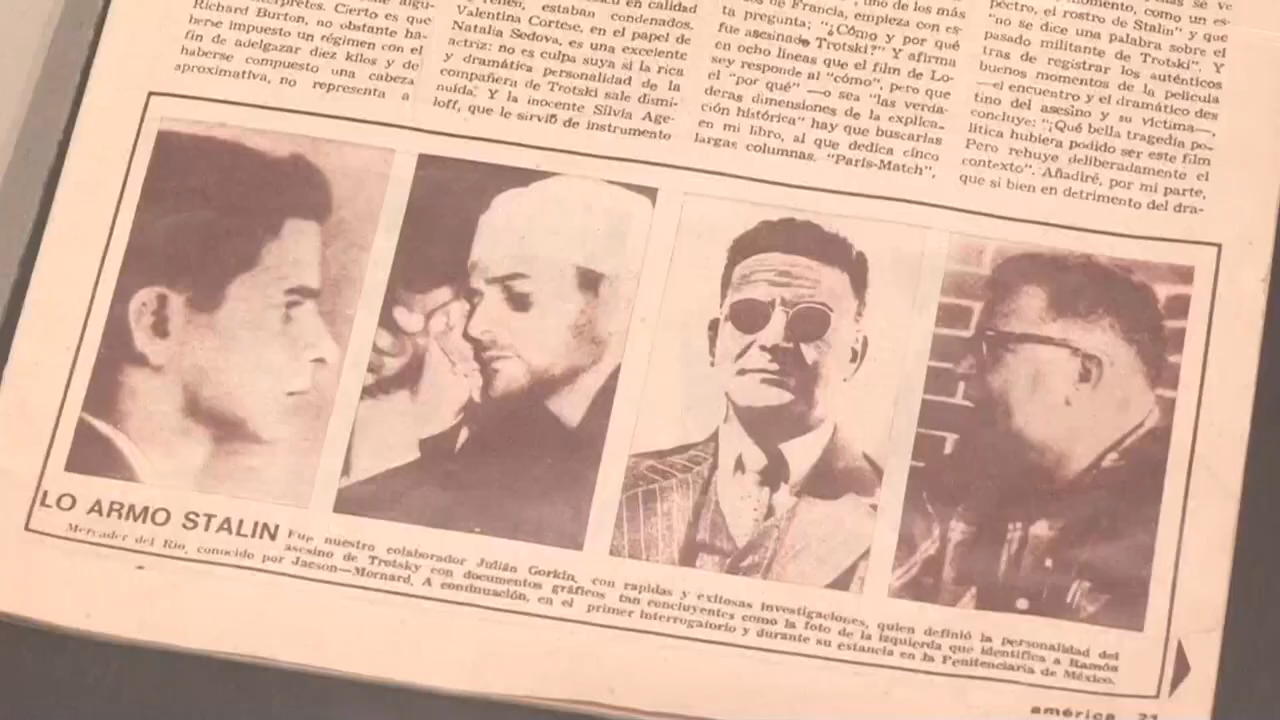 Richard Burton, no obstante ha-
berse impuesto un régimen con el
fin de adelgazar diez kilos y de
haberse compuesto una cabeza
aproximativa, no representa a
estaban condenados.
Valentina Cortese, en el papel de
Natalia Sedova, es una excelente
actriz: no es culpa suya si la rica
y dramática personalidad de la
compañera de Trotski sale dismi-
nuída. Y la inocente Silvia Age-
loff, que le sirvió de instrumento
de Francia, empieza con es-
ta pregunta; "¿Cómo y por qué
fue asesinado Trotski?" Y afirma
en ocho líneas que el film de Lo-
sey responde al "cómo", pero que
el "por qué" —o sea "las verda-
deras dimensiones de la explica-
ción histórica" hay que buscarlas
en mi libro, al que dedica cinco
largas columnas. "París-Match",
pectro, el rostro de Stalin" y que
"no se dice una palabra sobre el
pasado militante de Trotski". Y
tras de registrar los auténticos
buenos momentos de la película
—el encuentro y el dramático des
tino del asesino y su víctima—,
concluye: "¡Qué bella tragedia po-
lítica hubiera podido ser este film
Pero rehuye deliberadamente el
contexto". Añadiré, por mi parte,
que si bien en detrimento del dra-
LO ARMO STALIN Fue nuestro colaborador Julián Gorkin, con rapidas y exitosas investigaciones, quien definió la personalidad del
asesino de Trotsky con documentos gráficos tan concluyentes como la foto de la izquierda que identifica a Ramón
Mercader del Río, conocido por Jacson—Mornard. A continuación, en el primer interrogatorio y durante su estancia en la Penitenciaria de México.
américa